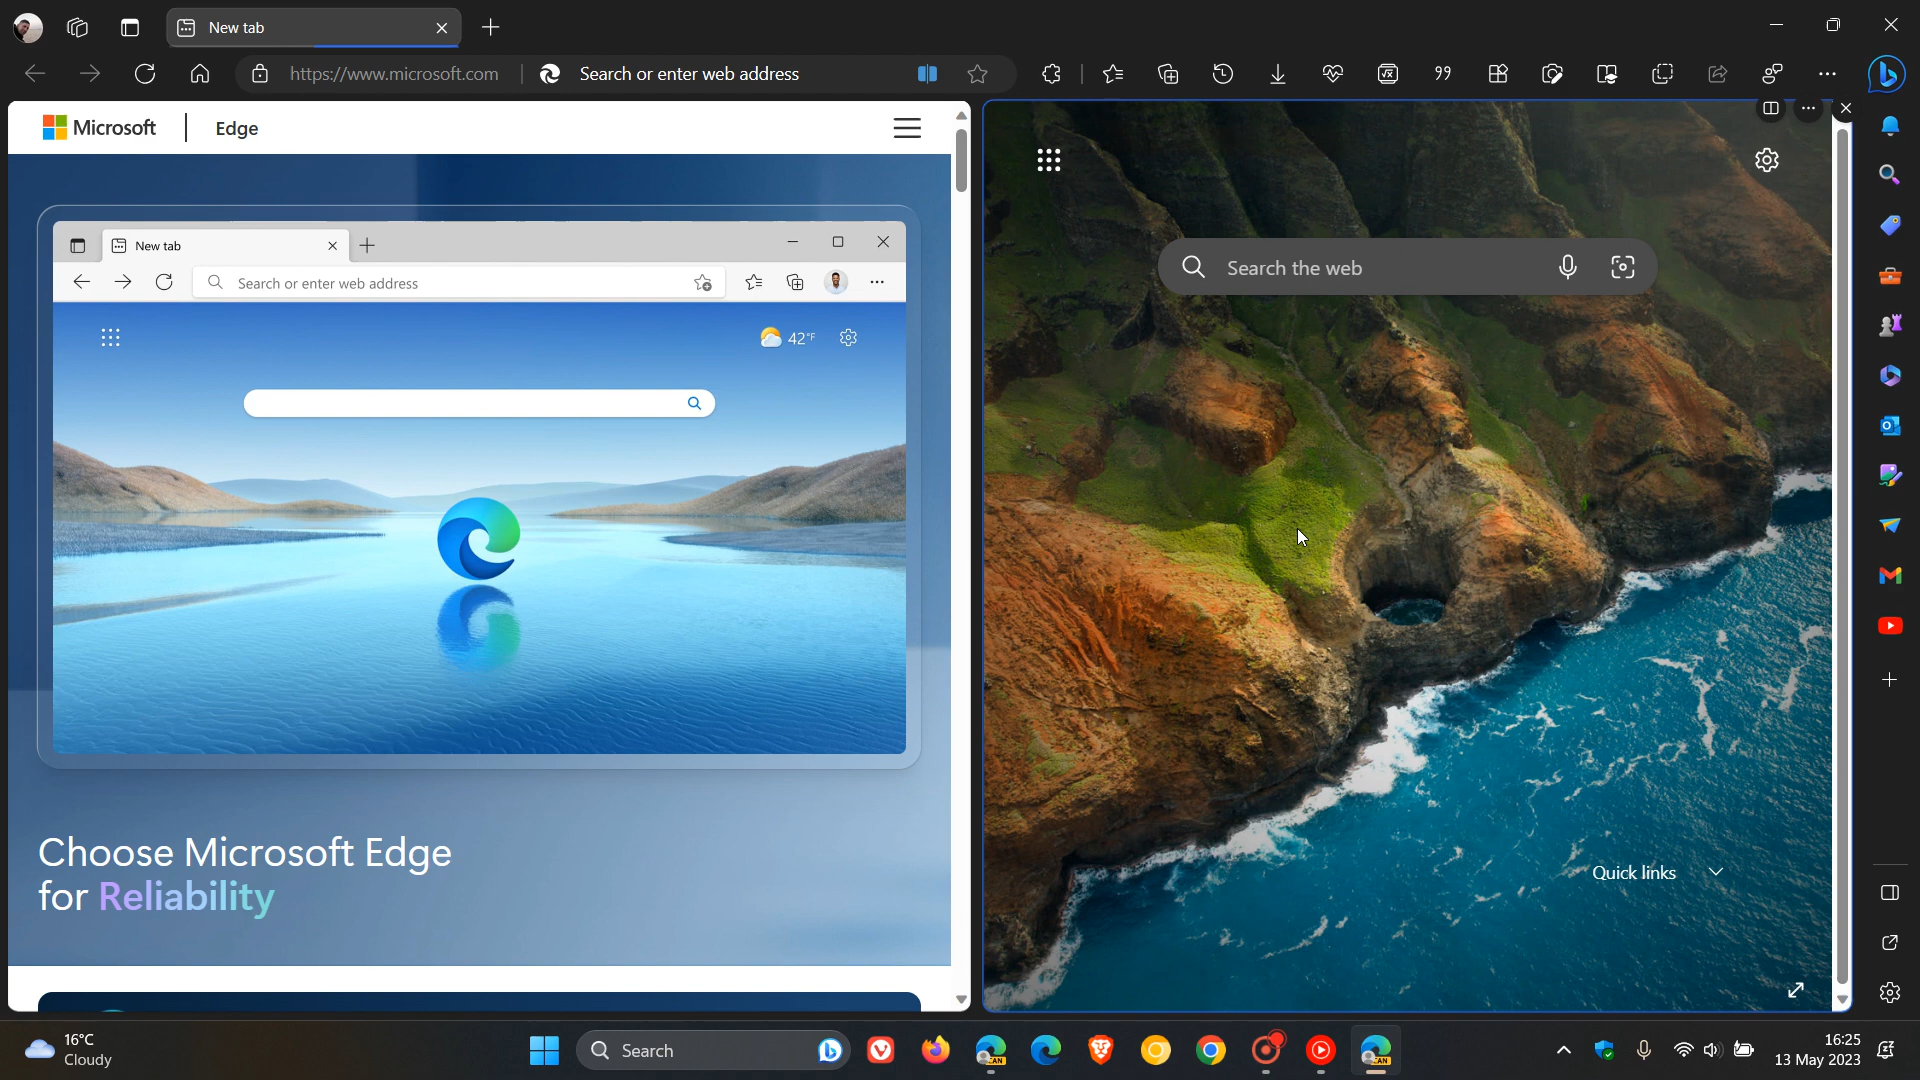 New tab
https://www.microsoft.com
Search or enter web address
Microsoft
Edge
New tab
Search or enter web address
42°F
Search the web
Choose Microsoft Edge
for Reliability
Quick links
16°C
Cloudy
Search
CAN
CAN
16:25
13 May 2023